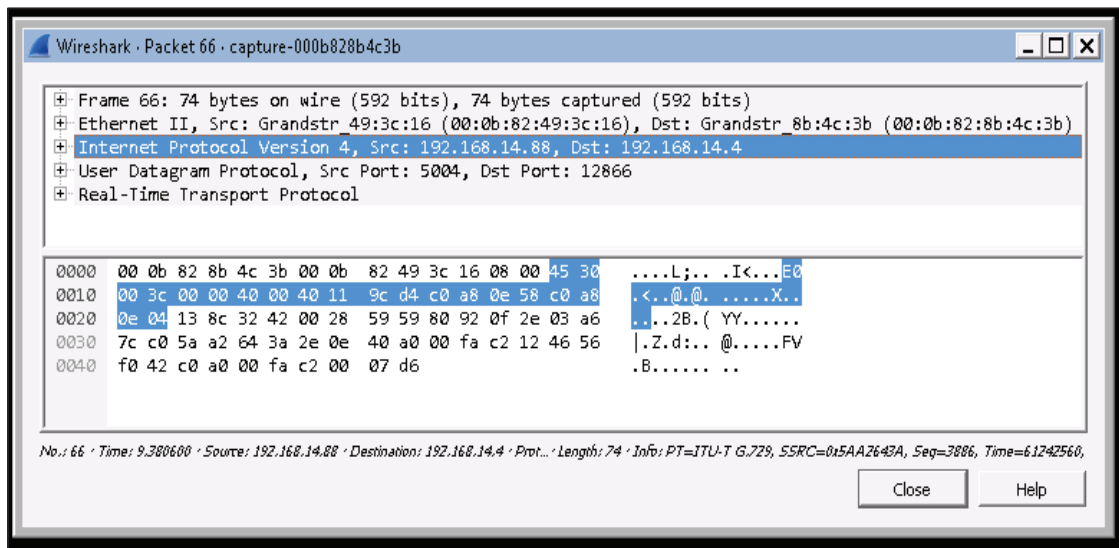 Wireshark · Packet 66 · capture-000b828b4c3b
Frame 66: 74 bytes on wire (592 bits), 74 bytes captured (592 bits)
Ethernet II, Src: Grandstr_49:3c:16 (00:0b:82:49:3c:16), Dst: Grandstr_8b:4c:3b (00:0b:82:8b:4c:3b)
Internet Protocol Version 4, Src: 192.168.14.88, Dst: 192.168.14.4
User Datagram Protocol, Src Port: 5004, Dst Port: 12866
Real-Time Transport Protocol
0000 00 0b 82 8b 4c 3b 00 0b 82 49 3c 16 08 00 45 30 ....L;.. .I<...E0
0010 00 3c 00 00 40 00 40 11 9c d4 c0 a8 0e 58 c0 a8 .<..@.@. .....X..
0020 0e 04 13 8c 32 42 00 28 59 59 80 92 0f 2e 03 a6 ....2B.( YY......
0030 7c c0 5a a2 64 3a 2e 0e 40 a0 00 fa c2 12 46 56 |.Z.d:.. @.....FV
0040 f0 42 c0 a0 00 fa c2 00 07 d6 .B...... ..
No.: 66 · Time: 9.380600 · Source: 192.168.14.88 · Destination: 192.168.14.4 · Prot... · Length: 74 · Info: PT=ITU-T G.729, SSRC=0x5AA2643A, Seq=3886, Time=61242560,
Close Help